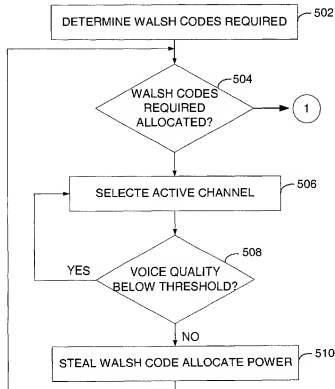 DETERMINE WALSH CODES REQUIRED
502
504
WALSH CODES
REQUIRED
ALLOCATED?
1
SELECTE ACTIVE CHANNEL
506
508
YES
VOICE QUALITY
BELOW THRESHOLD?
NO
510
STEAL WALSH CODE ALLOCATE POWER